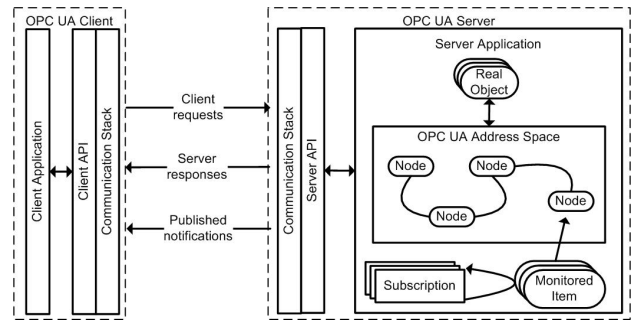 OPC UA Client
OPC UA Server
Client Application
Client API
Communication Stack
Client
requests
Server
responses
Published
notifications
Communication Stack
Server API
Server Application
Real
Object
OPC UA Address Space
Node
Node
Node
Node
Subscription
Monitored
Item